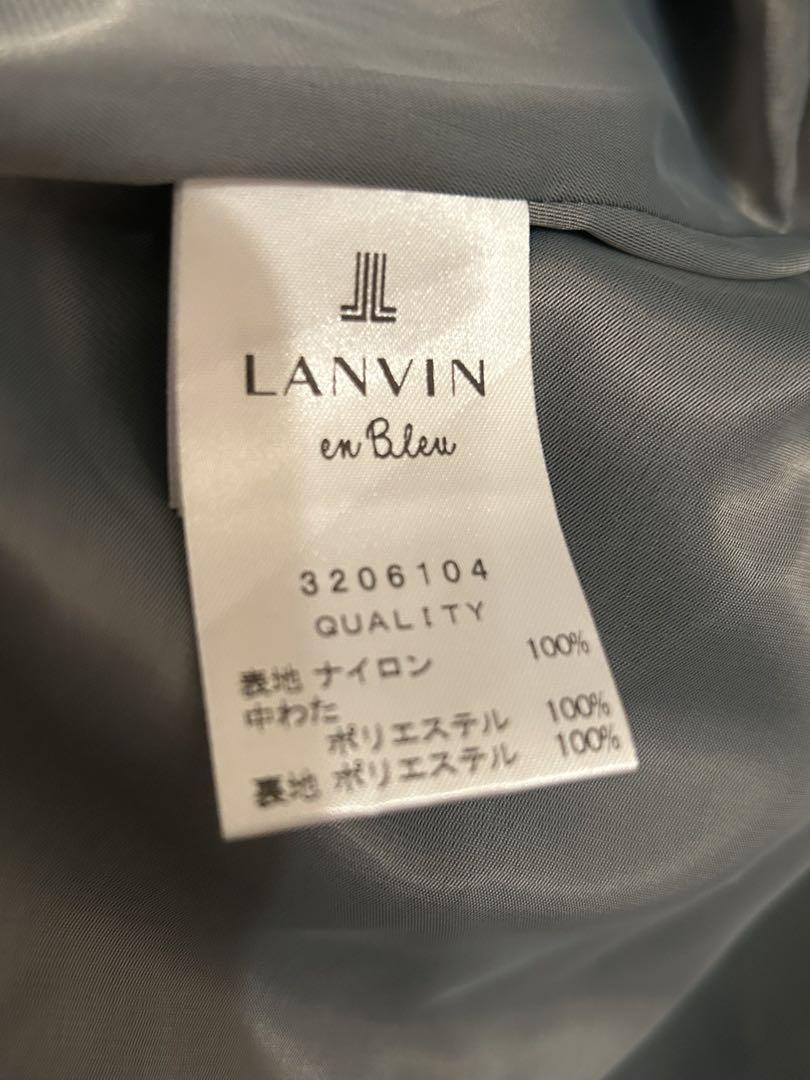 LANVIN
en Bleu
3206104
QUALITY
表地 ナイロン 100%
中わた
ポリエステル 100%
裏地 ポリエステル 100%